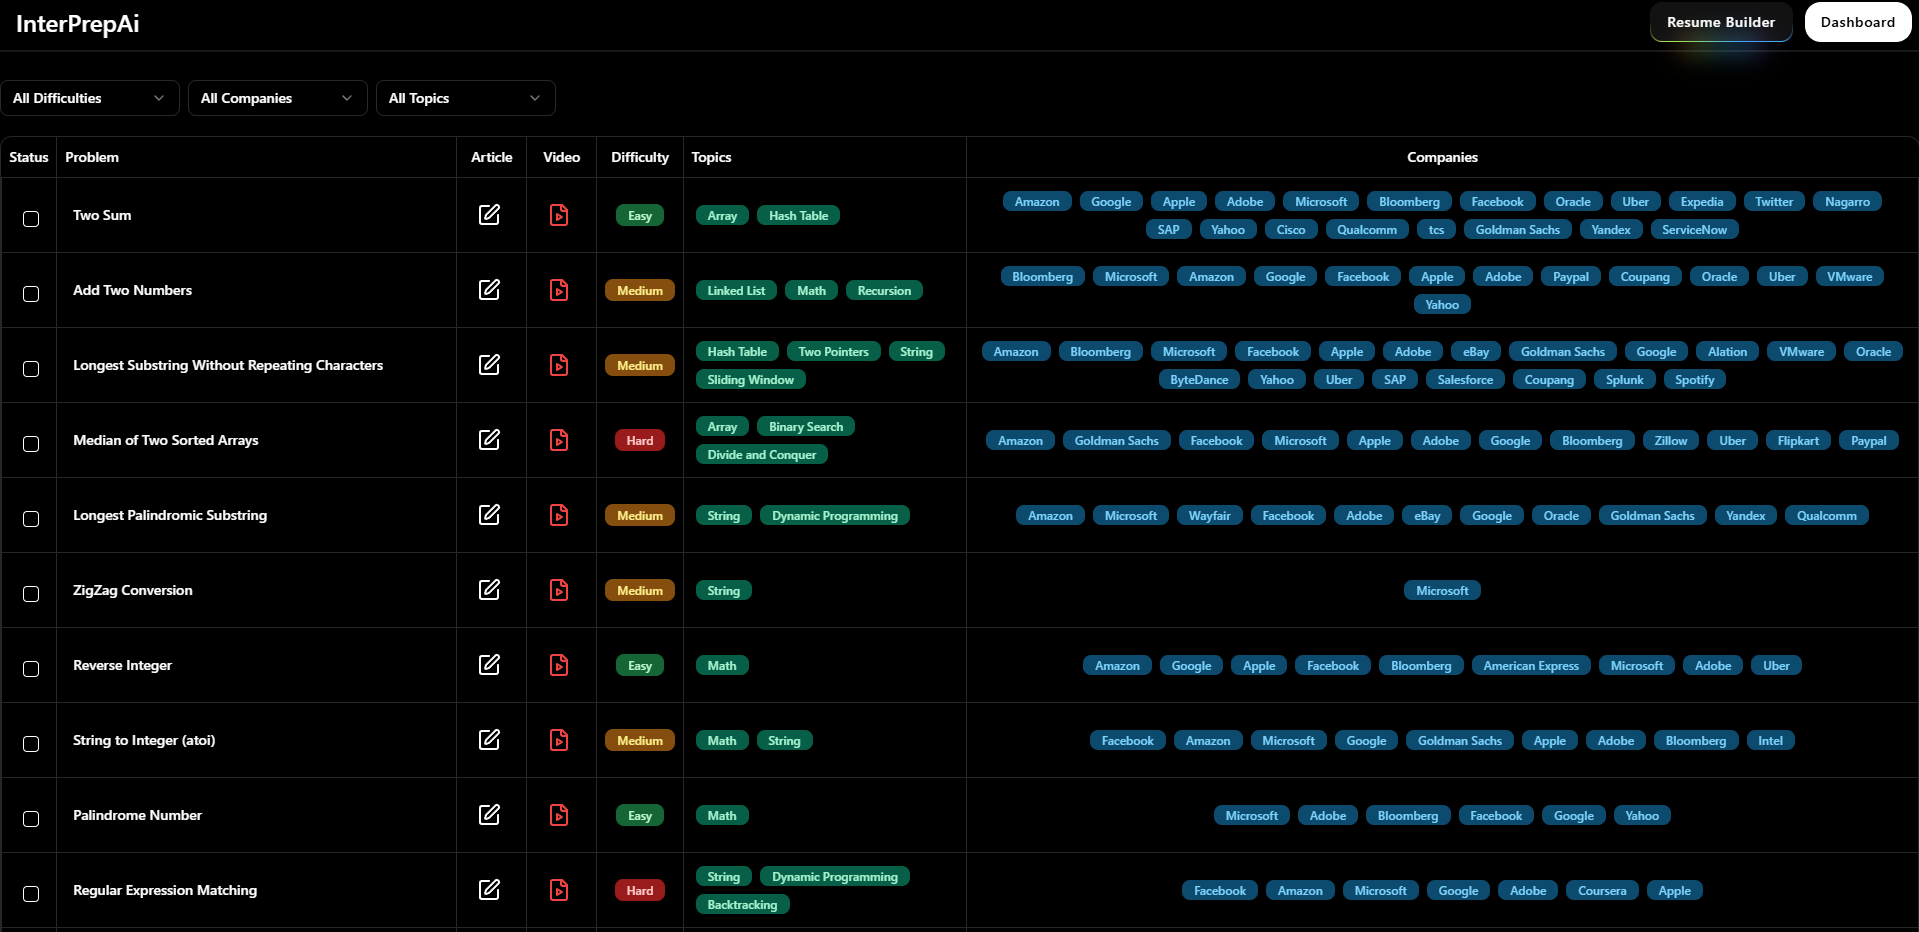 InterPrepAi Resume Builder Dashboard
All Difficulties All Companies All Topics
Status Problem Article Video Difficulty Topics Companies
Two Sum Easy Array Hash Table
Amazon Google Apple Adobe Microsoft Bloomberg Facebook Oracle Uber Expedia Twitter Nagarro
SAP Yahoo Cisco Qualcomm tcs Goldman Sachs Yandex ServiceNow
Add Two Numbers Medium Linked List Math Recursion
Bloomberg Microsoft Amazon Google Facebook Apple Adobe Paypal Coupang Oracle Uber VMware
Yahoo
Longest Substring Without Repeating Characters Medium
Hash Table Two Pointers String
Sliding Window
Amazon Bloomberg Microsoft Facebook Apple Adobe eBay Goldman Sachs Google Alation VMware Oracle
ByteDance Yahoo Uber SAP Salesforce Coupang Splunk Spotify
Median of Two Sorted Arrays Hard
Array Binary Search
Divide and Conquer
Amazon Goldman Sachs Facebook Microsoft Apple Adobe Google Bloomberg Zillow Uber Flipkart Paypal
Longest Palindromic Substring Medium String Dynamic Programming
Amazon Microsoft Wayfair Facebook Adobe eBay Google Oracle Goldman Sachs Yandex Qualcomm
ZigZag Conversion Medium String Microsoft
Reverse Integer Easy Math
Amazon Google Apple Facebook Bloomberg American Express Microsoft Adobe Uber
String to Integer (atoi) Medium Math String
Facebook Amazon Microsoft Google Goldman Sachs Apple Adobe Bloomberg Intel
Palindrome Number Easy Math
Microsoft Adobe Bloomberg Facebook Google Yahoo
Regular Expression Matching Hard
String Dynamic Programming
Backtracking
Facebook Amazon Microsoft Google Adobe Coursera Apple